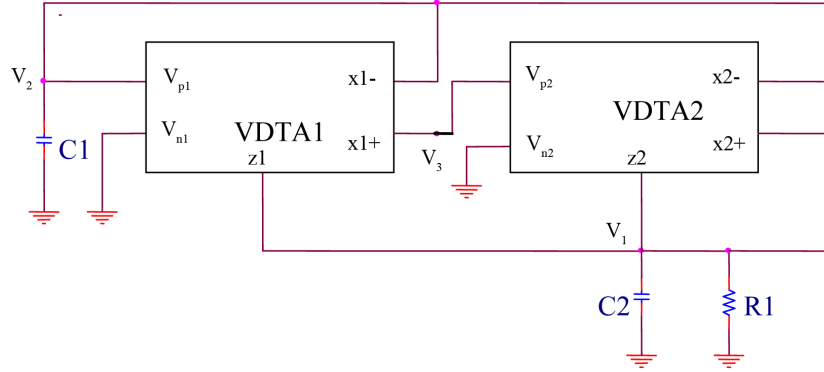 V2
Vp1
x1-
Vp2
x2-
C1
Vn1
VDTA1
x1+
V3
VDTA2
Vn2
x2+
z1
z2
V1
C2
R1